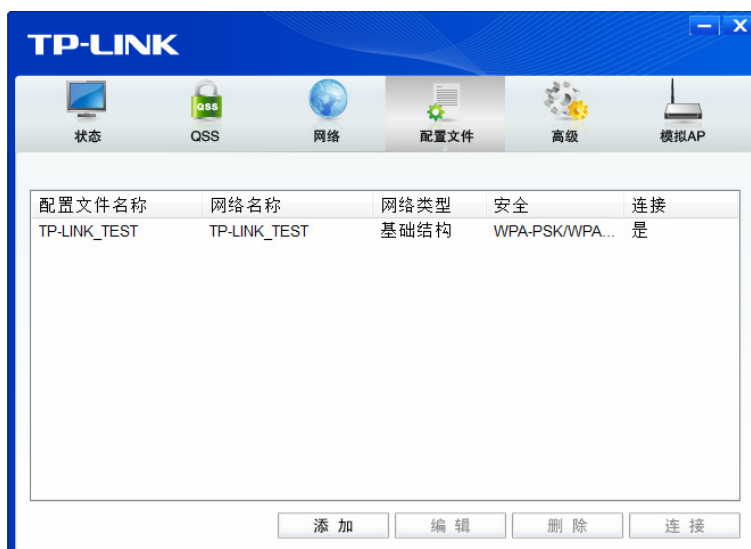 TP-LINK
QSS
状态 QSS 网络 配置文件 高级 模拟AP
配置文件名称 网络名称 网络类型 安全 连接
TP-LINK_TEST TP-LINK_TEST 基础结构 WPA-PSK/WPA... 是
添 加 编 辑 删 除 连 接